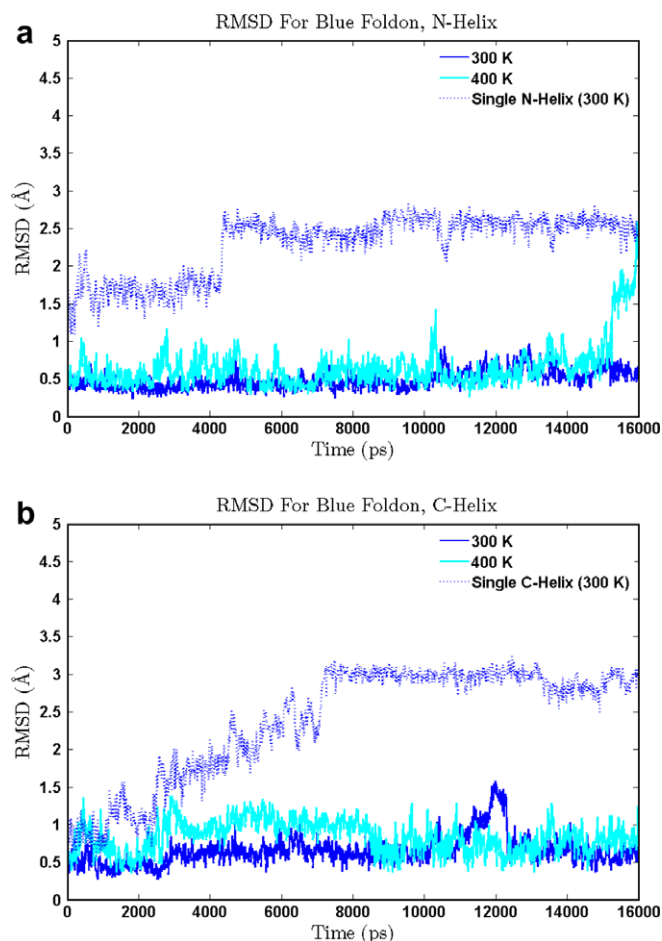 a
RMSD For Blue Foldon, N-Helix
5
4.5
4
3.5
3
2.5
2
1.5
1
0.5
0
RMSD (Å)
300 K
400 K
Single N-Helix (300 K)
0 2000 4000 6000 8000 10000 12000 14000 16000
Time (ps)
b
RMSD For Blue Foldon, C-Helix
5
4.5
4
3.5
3
2.5
2
1.5
1
0.5
0
RMSD (Å)
300 K
400 K
Single C-Helix (300 K)
0 2000 4000 6000 8000 10000 12000 14000 16000
Time (ps)